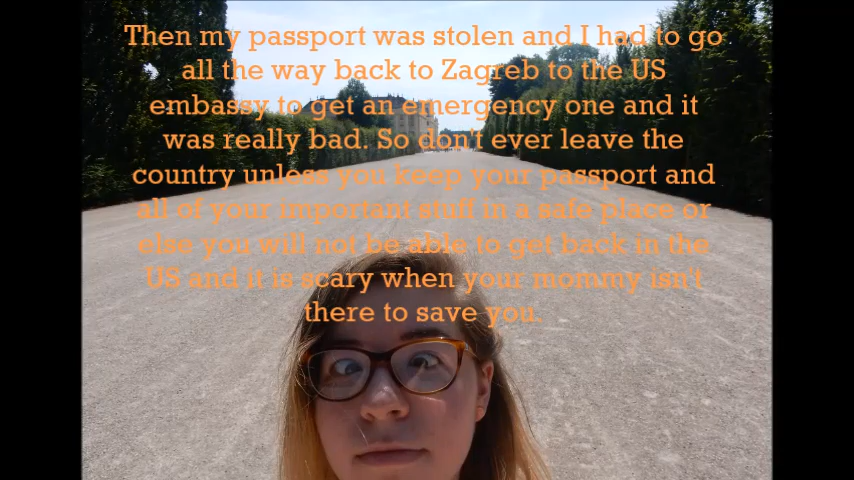 Then my passport was stolen and I had to go
all the way back to Zagreb to the US
embassy to get an emergency one and it
was really bad. So don't ever leave the
country unless you keep your passport and
all of your important stuff in a safe place or
else you will not be able to get back in the
US and it is scary when your mommy isn't
there to save you.